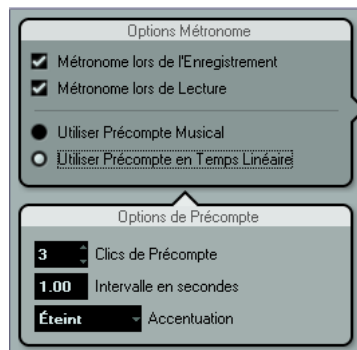 Options Métronome
Métronome lors de l'Enregistrement
Métronome lors de Lecture
Utiliser Précompte Musical
Utiliser Précompte en Temps Linéaire
Options de Précompte
3 Clics de Précompte
1.00 Intervalle en secondes
Éteint Accentuation